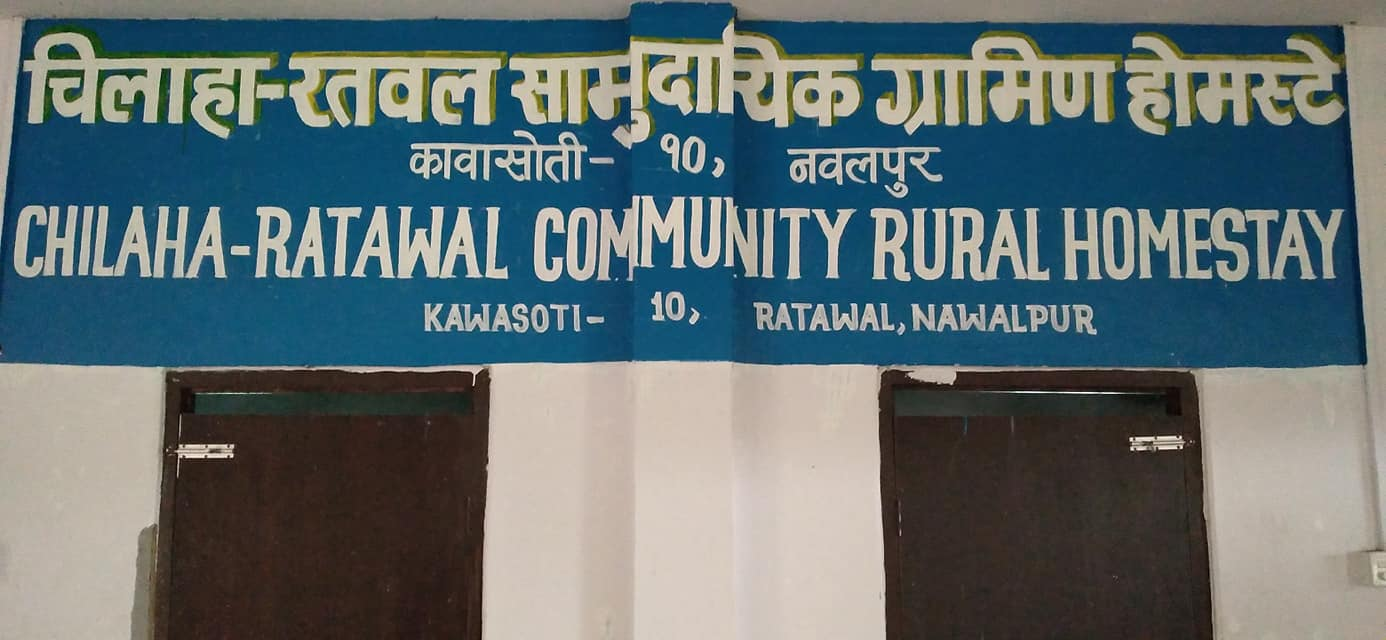 चिलाहा-रतवल सामुदायिक ग्रामिण होमस्टे
कावासोती- १०, नवलपुर
CHILAHA-RATAWAL COMMUNITY RURAL HOMESTAY
KAWASOTI- 10, RATAWAL, NAWALPUR